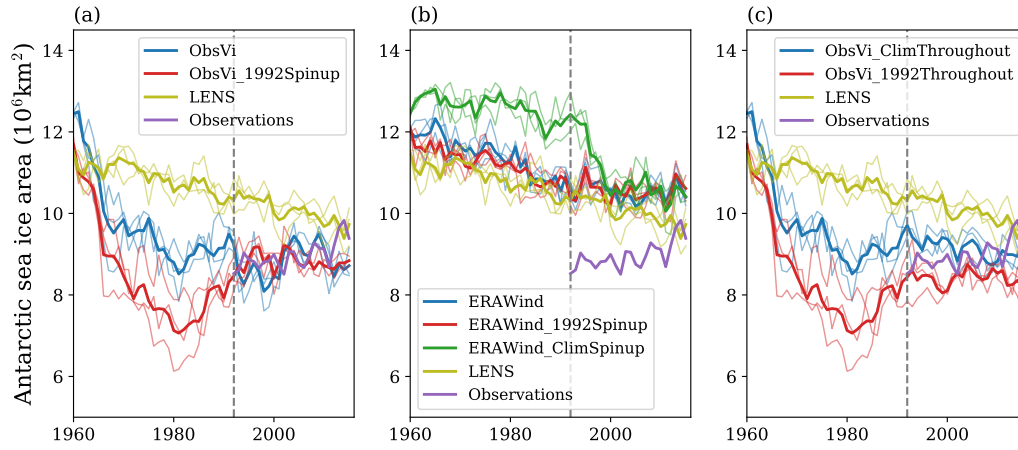 (a)
(b)
(c)
Antarctic sea ice area (10⁶km²)
14
12
10
8
6
1960
1980
2000
ObsVi
ObsVi_1992Spinup
LENS
Observations
14
12
10
8
6
1960
1980
2000
ERAWind
ERAWind_1992Spinup
ERAWind_ClimSpinup
LENS
Observations
14
12
10
8
6
1960
1980
2000
ObsVi_ClimThroughout
ObsVi_1992Throughout
LENS
Observations